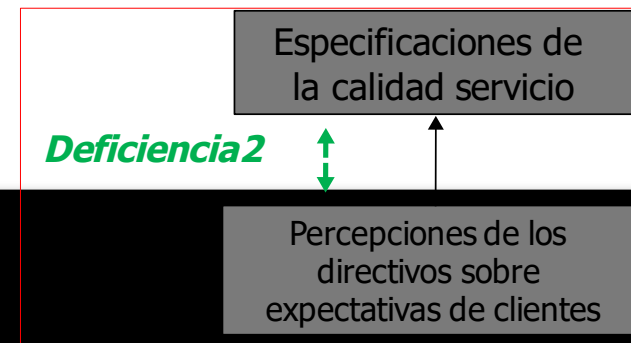 Especificaciones de
la calidad servicio
Deficiencia2
Percepciones de los
directivos sobre
expectativas de clientes